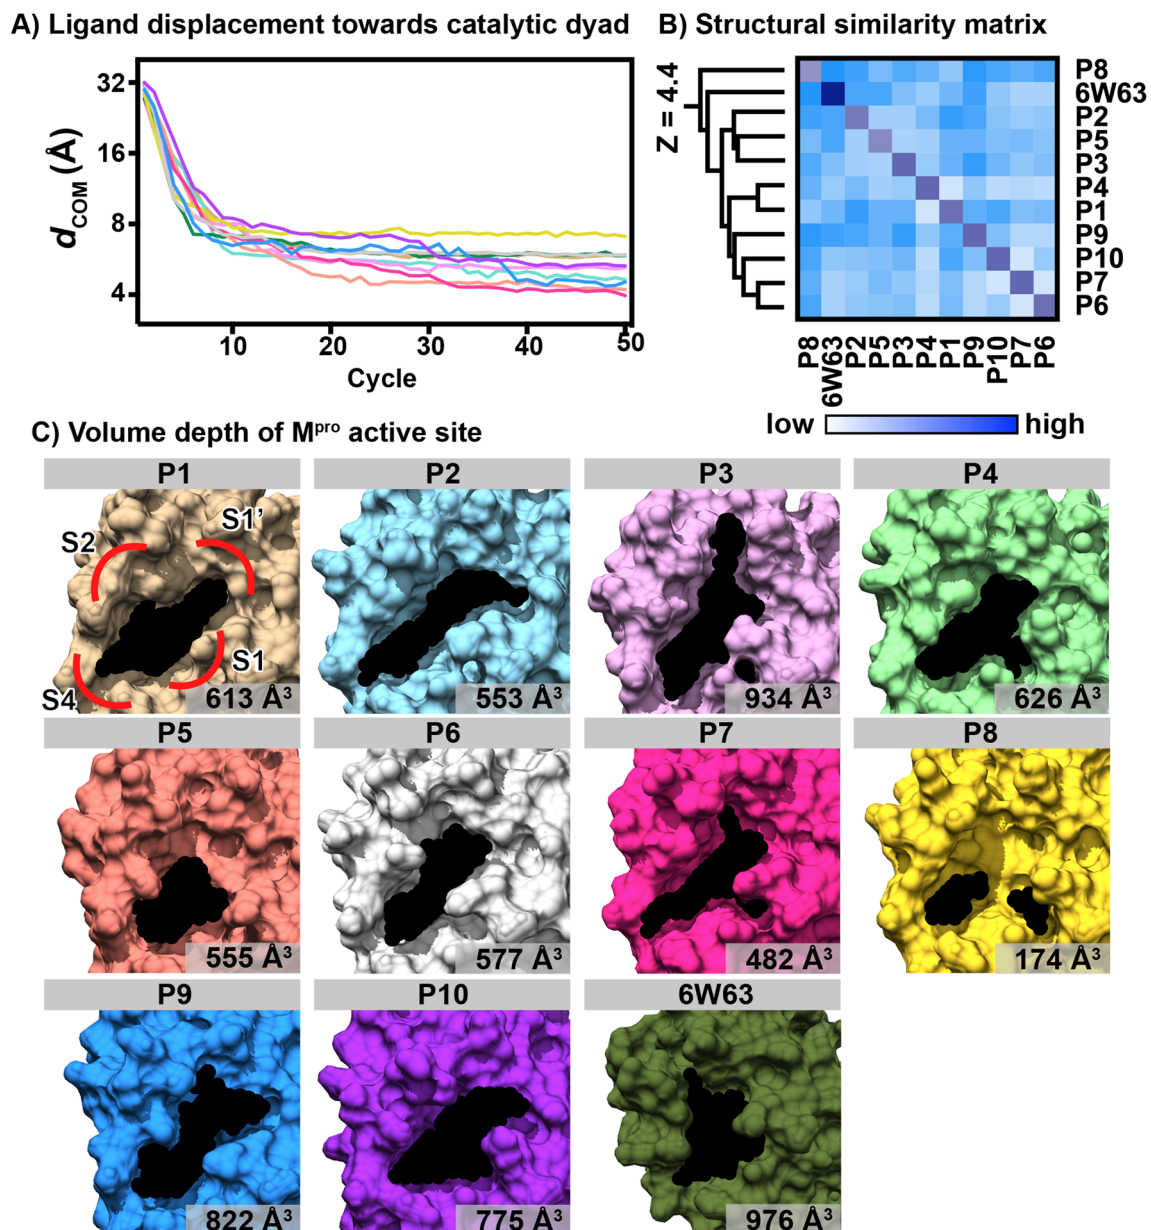 A) Ligand displacement towards catalytic dyad
32
16
8
4
dCOM (Å)
10
20
30
40
50
Cycle
B) Structural similarity matrix
Z = 4.4
P8
6W63
P2
P5
P3
P4
P1
P9
P10
P7
P6
P8
6W63
P2
P5
P3
P4
P1
P9
P10
P7
P6
low
high
C) Volume depth of Mᵖʳᵒ active site
P1
S1’
S2
S1
S4
613 Å³
P2
553 Å³
P3
934 Å³
P4
626 Å³
P5
555 Å³
P6
577 Å³
P7
482 Å³
P8
174 Å³
P9
822 Å³
P10
775 Å³
6W63
976 Å³